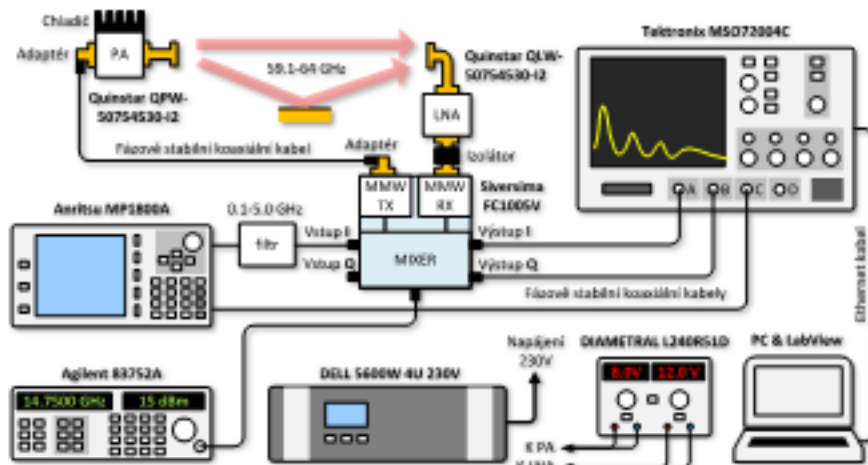 Chladič
Adaptér
PA
Quinstar QPW-
50754530-I2
59.1-64 GHz
Quinstar QLW-
50754530-I2
LNA
Tektronix MSO72004C
Adaptér
Izolátor
Fázově stabilní koaxiální kabel
MMW
TX
MMW
RX
Siversima
FC1005V
A
B
C
D
Anritsu MP1800A
0.1-5.0 GHz
filtr
Vstup I
Vstup Q
MIXER
Výstup I
Výstup Q
Fázově stabilní koaxiální kabely
Ethernet kabel
Agilent 83752A
14.7500 GHz
15 dBm
DELL 5600W 4U 230V
Napájení
230V
DIAMETRAL L240R51D
8.0V
12.0 V
K PA
K LNA
PC & LabView